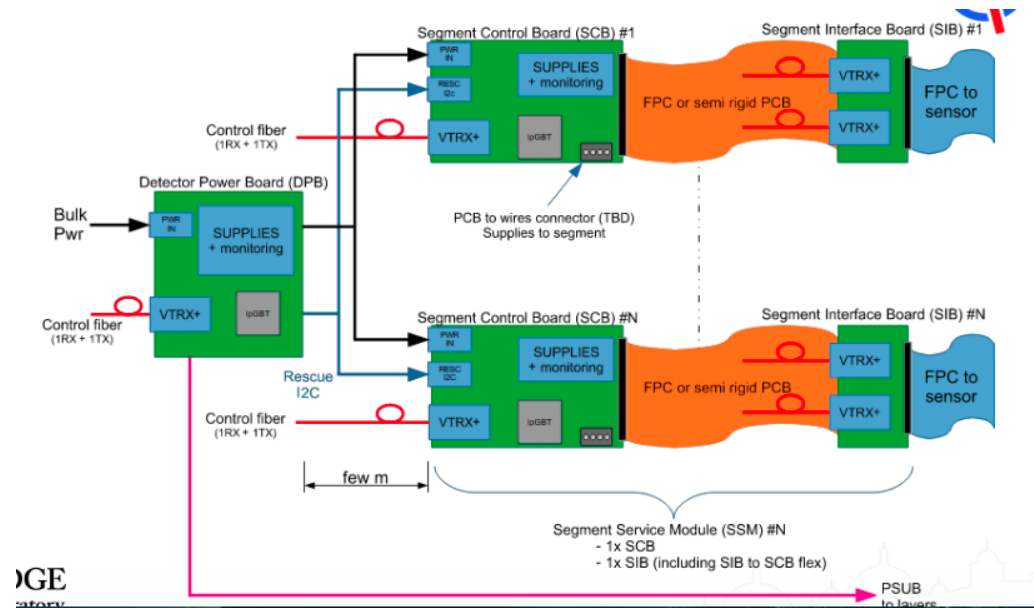 Segment Control Board (SCB) #1
Segment Interface Board (SIB) #1
PWR
IN
SUPPLIES
+ monitoring
RESC
I2c
VTRX+
lpGBT
Control fiber
(1RX + 1TX)
FPC or semi rigid PCB
VTRX+
VTRX+
FPC to
sensor
PCB to wires connector (TBD)
Supplies to segment
Detector Power Board (DPB)
Bulk
Pwr
PWR
IN
SUPPLIES
+ monitoring
VTRX+
lpGBT
Control fiber
(1RX + 1TX)
Rescue
I2C
Segment Control Board (SCB) #N
Segment Interface Board (SIB) #N
PWR
IN
SUPPLIES
+ monitoring
RESC
I2C
VTRX+
lpGBT
Control fiber
(1RX + 1TX)
FPC or semi rigid PCB
VTRX+
VTRX+
FPC to
sensor
few m
Segment Service Module (SSM) #N
- 1x SCB
- 1x SIB (including SIB to SCB flex)
PSUB
to layers